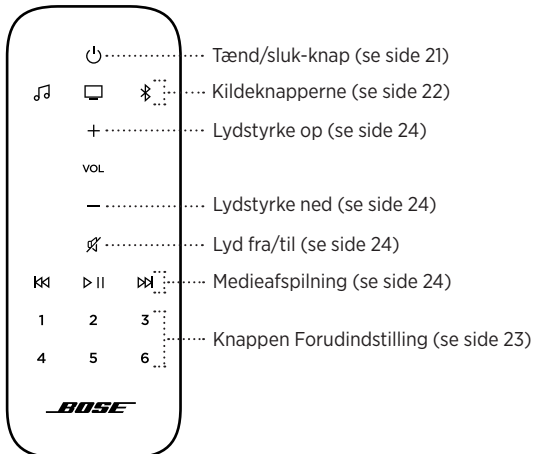 Tænd/sluk-knap (se side 21)
Kildeknapperne (se side 22)
Lydstyrke op (se side 24)
VOL
Lydstyrke ned (se side 24)
Lyd fra/til (se side 24)
Medieafspilning (se side 24)
1 2 3
Knappen Forudindstilling (se side 23)
4 5 6
BOSE